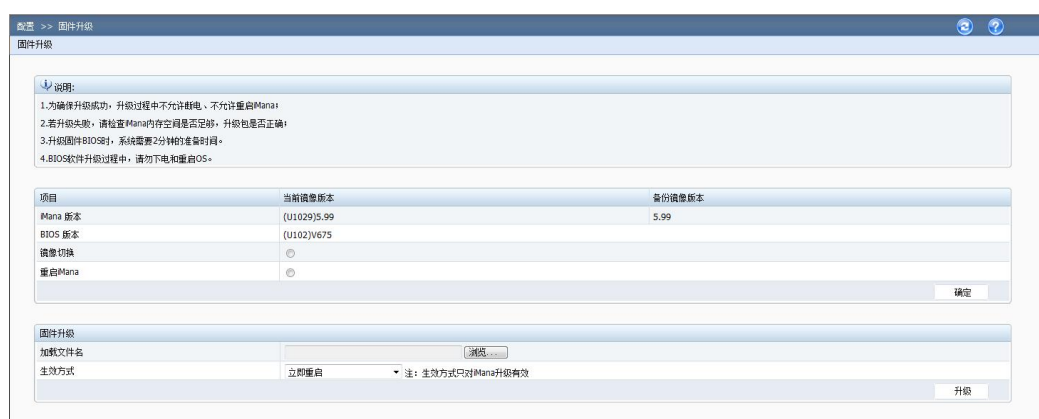 配置 >> 固件升级
固件升级
说明:
1.为确保升级成功，升级过程中不允许断电、不允许重启iMana；
2.若升级失败，请检查iMana内存空间是否足够，升级包是否正确；
3.升级固件BIOS时，系统需要2分钟的准备时间。
4.BIOS软件升级过程中，请勿下电和重启OS。
项目 当前镜像版本 备份镜像版本
iMana 版本 (U1029)5.99 5.99
BIOS 版本 (U102)V675
镜像切换
重启iMana
确定
固件升级
加载文件名 浏览...
生效方式 立即重启 注：生效方式只对iMana升级有效
升级